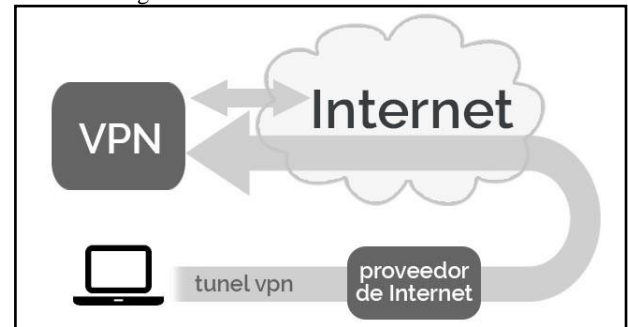 Internet
VPN
tunel vpn
proveedor
de Internet